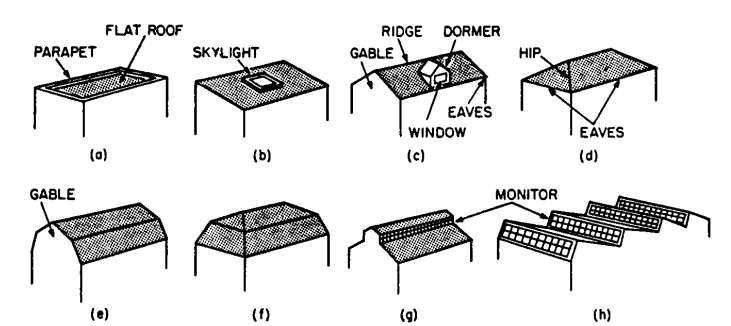 FLAT ROOF
PARAPET
(a)
SKYLIGHT
(b)
RIDGE
DORMER
GABLE
EAVES
WINDOW
(c)
HIP
EAVES
(d)
GABLE
(e)
(f)
MONITOR
(g)
(h)